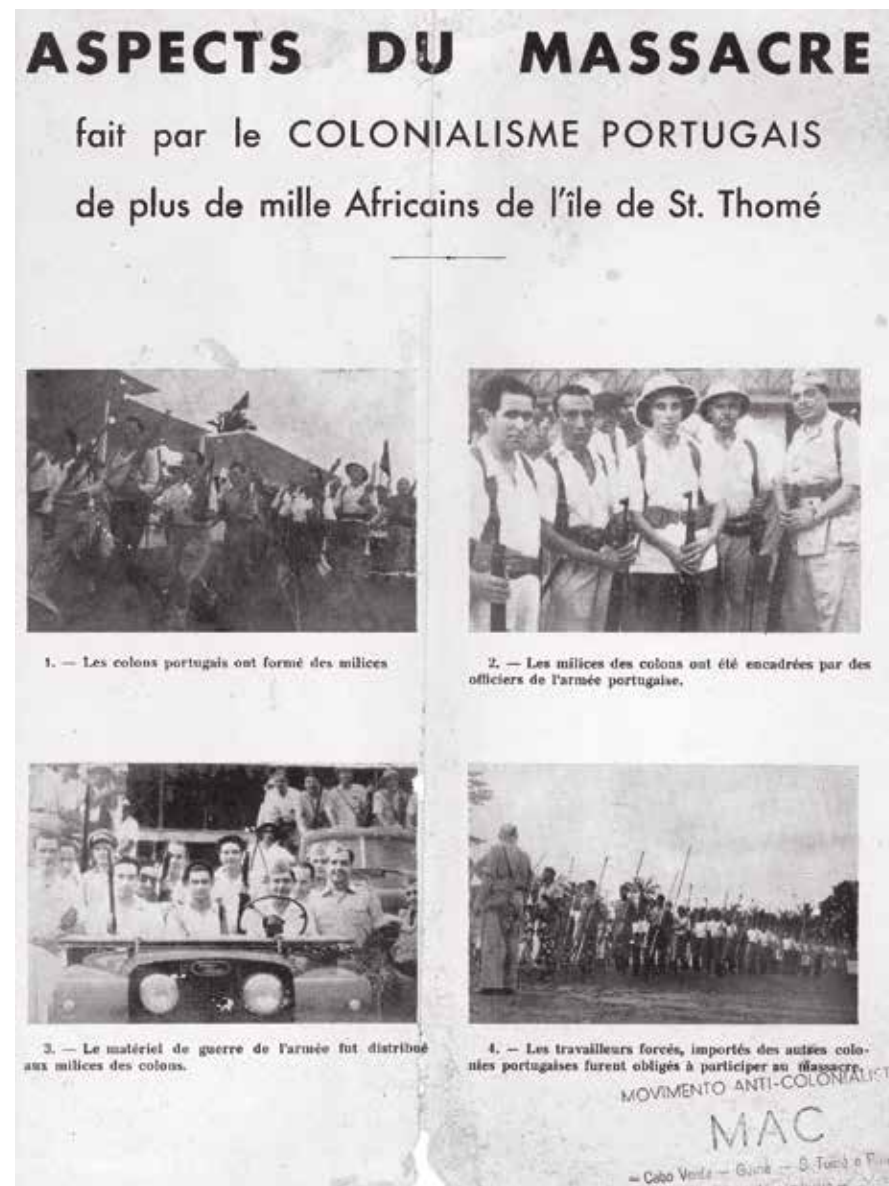 ASPECTS DU MASSACRE
fait par le COLONIALISME PORTUGAIS
de plus de mille Africains de l'île de St. Thomé
1. — Les colons portugais ont formé des milices
2. — Les milices des colons ont été encadrées par des
officiers de l'armée portugaise.
3. — Le matériel de guerre de l'armée fut distribué
aux milices des colons.
4. — Les travailleurs forcés, importés des autres colo-
nies portugaises furent obligés à participer au massacre.
MOVIMENTO ANTI-COLONIALIST
MAC
— Cabo Verde — Guiné — S. Tomé e